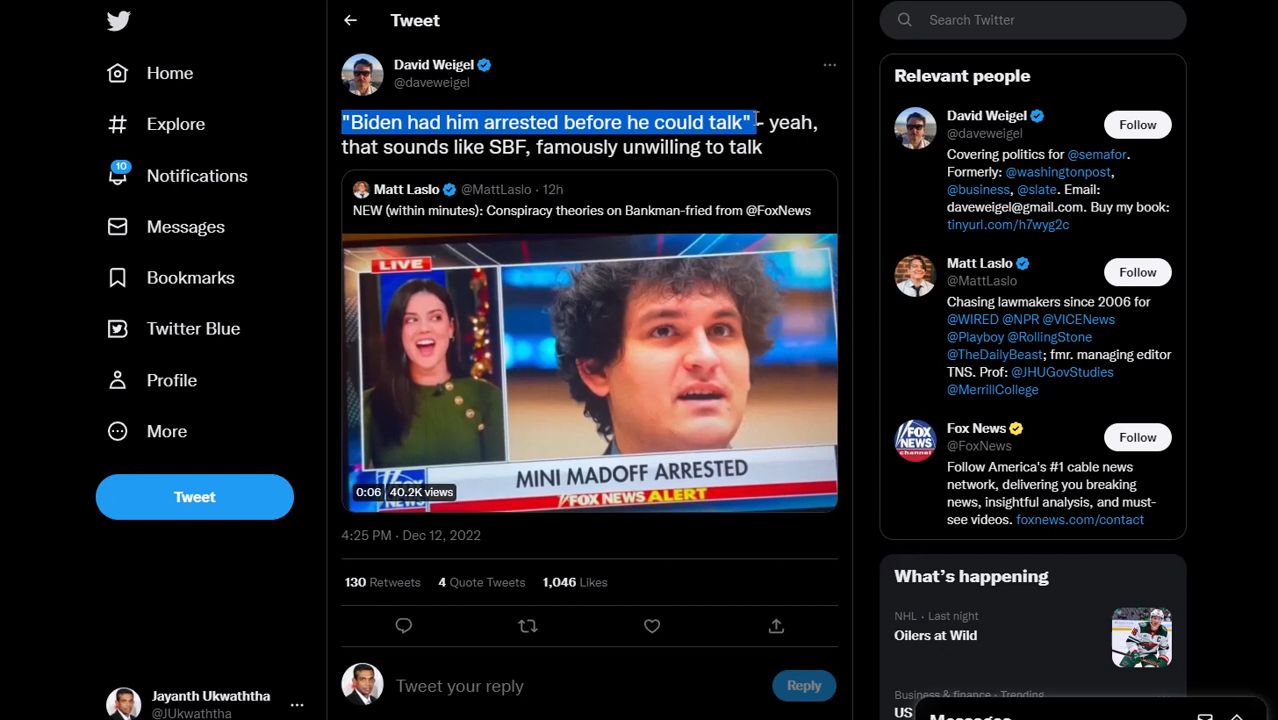 Tweet
Search Twitter
Home
Explore
10
Notifications
Messages
Bookmarks
Twitter Blue
Profile
More
Tweet
Jayanth Ukwaththa
@JUkwaththa
David Weigel
@daveweigel
"Biden had him arrested before he could talk" - yeah,
that sounds like SBF, famously unwilling to talk
Matt Laslo @MattLaslo · 12h
NEW (within minutes): Conspiracy theories on Bankman-fried from @FoxNews
LIVE
MINI MADOFF ARRESTED
FOX NEWS ALERT
FOX
NEWS
0:06 40.2K views
4:25 PM · Dec 12, 2022
130 Retweets 4 Quote Tweets 1,046 Likes
Tweet your reply
Reply
Relevant people
David Weigel
@daveweigel
Follow
Covering politics for @semafor.
Formerly: @washingtonpost,
@business, @slate. Email:
daveweigel@gmail.com. Buy my book:
tinyurl.com/h7wyg2c
Matt Laslo
@MattLaslo
Follow
Chasing lawmakers since 2006 for
@WIRED @NPR @VICENews
@Playboy @RollingStone
@TheDailyBeast; fmr. managing editor
TNS. Prof: @JHUGovStudies
@MerrillCollege
FOX
NEWS
channel
Fox News
@FoxNews
Follow
Follow America's #1 cable news
network, delivering you breaking
news, insightful analysis, and must-
see videos. foxnews.com/contact
What's happening
NHL · Last night
Oilers at Wild
Business & finance · Trending
US
Messages